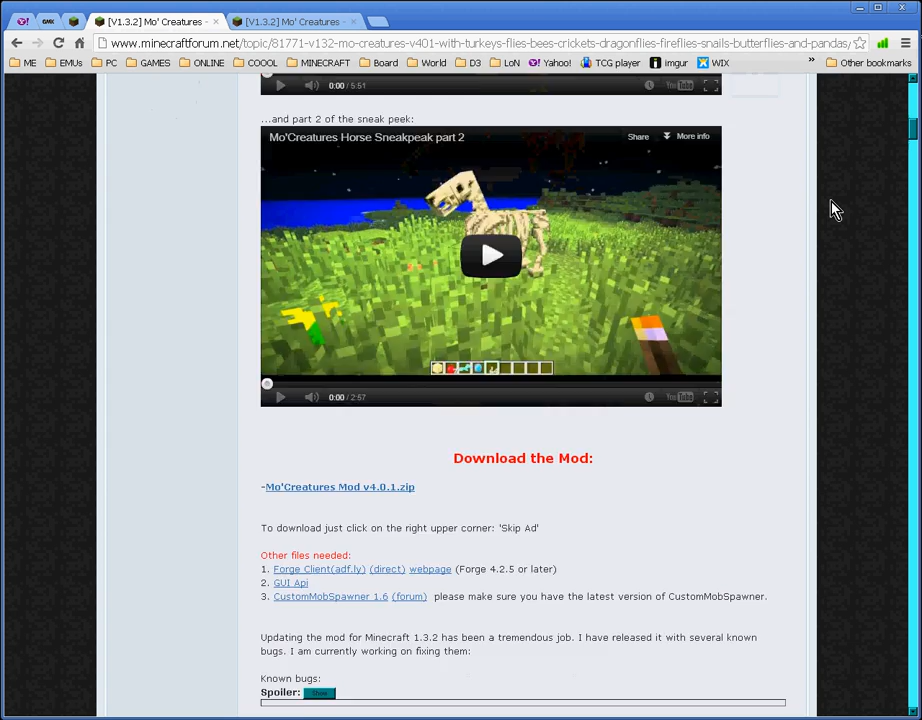 [V1.3.2] Mo' Creatures -
[V1.3.2] Mo' Creatures -
www.minecraftforum.net/topic/81771-v132-mo-creatures-v401-with-turkeys-flies-bees-crickets-dragonflies-fireflies-snails-butterflies-and-pandas/
ME EMUs PC GAMES ONLINE COOOL MINECRAFT Board World D3 LoN Yahoo! TCG player imgur WIX » Other bookmarks
0:00 / 5:51 YouTube
...and part 2 of the sneak peek:
Mo'Creatures Horse Sneakpeak part 2 Share More info
0:00 / 2:57 YouTube
Download the Mod:
-Mo'Creatures Mod v4.0.1.zip
To download just click on the right upper corner: 'Skip Ad'
Other files needed:
1. Forge Client(adf.ly) (direct) webpage (Forge 4.2.5 or later)
2. GUI Api
3. CustomMobSpawner 1.6 (forum) please make sure you have the latest version of CustomMobSpawner.
Updating the mod for Minecraft 1.3.2 has been a tremendous job. I have released it with several known
bugs. I am currently working on fixing them:
Known bugs:
Spoiler: Show